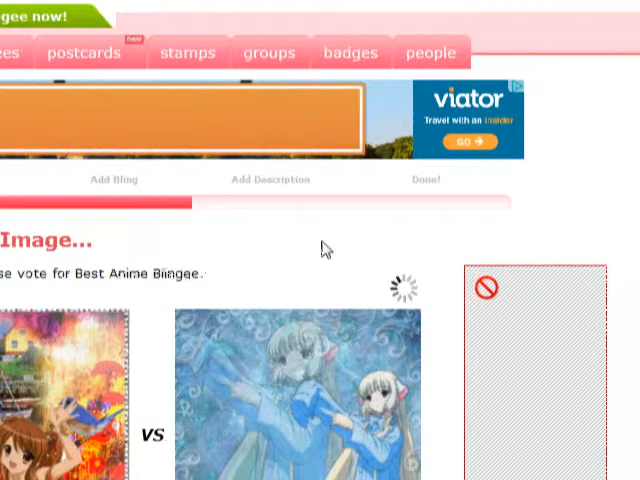 gee now!
es postcards new stamps groups badges people
viator
Travel with an insider
GO
Add Bling Add Description Done!
Image...
se vote for Best Anime Blingee.
VS